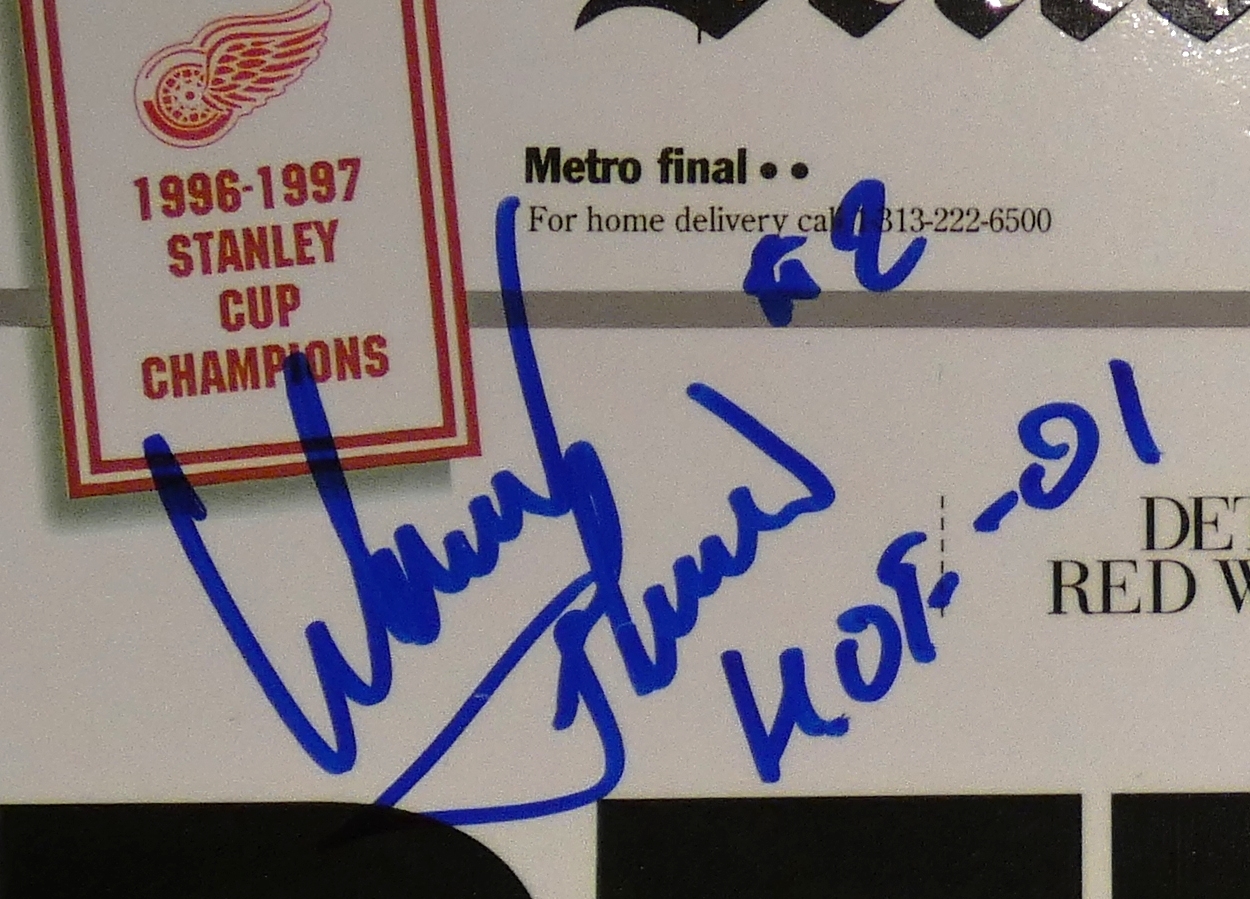 1996-1997
STANLEY
CUP
CHAMPIONS
Metro final ••
For home delivery call 1-313-222-6500
#2
HOF-01
DET
RED W